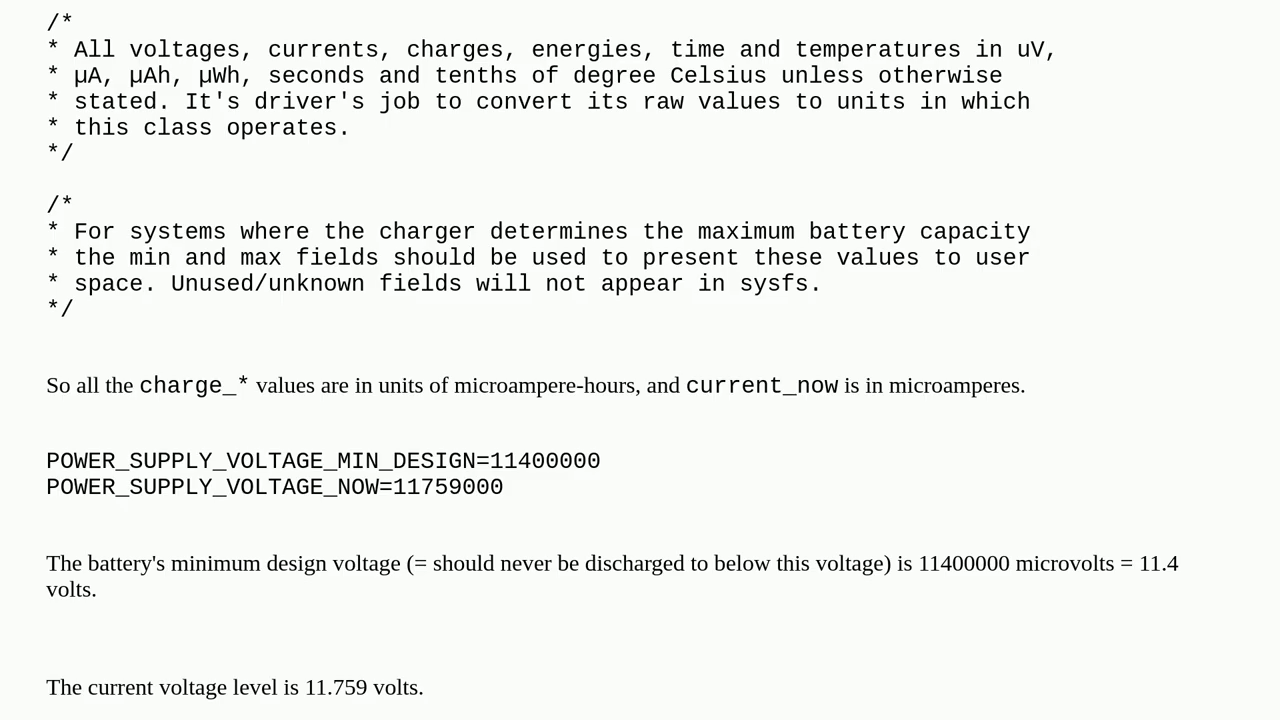 /*
* All voltages, currents, charges, energies, time and temperatures in uV,
* µA, µAh, µWh, seconds and tenths of degree Celsius unless otherwise
* stated. It's driver's job to convert its raw values to units in which
* this class operates.
*/
/*
* For systems where the charger determines the maximum battery capacity
* the min and max fields should be used to present these values to user
* space. Unused/unknown fields will not appear in sysfs.
*/
So all the charge_* values are in units of microampere-hours, and current_now is in microamperes.
POWER_SUPPLY_VOLTAGE_MIN_DESIGN=11400000
POWER_SUPPLY_VOLTAGE_NOW=11759000
The battery's minimum design voltage (= should never be discharged to below this voltage) is 11400000 microvolts = 11.4
volts.
The current voltage level is 11.759 volts.